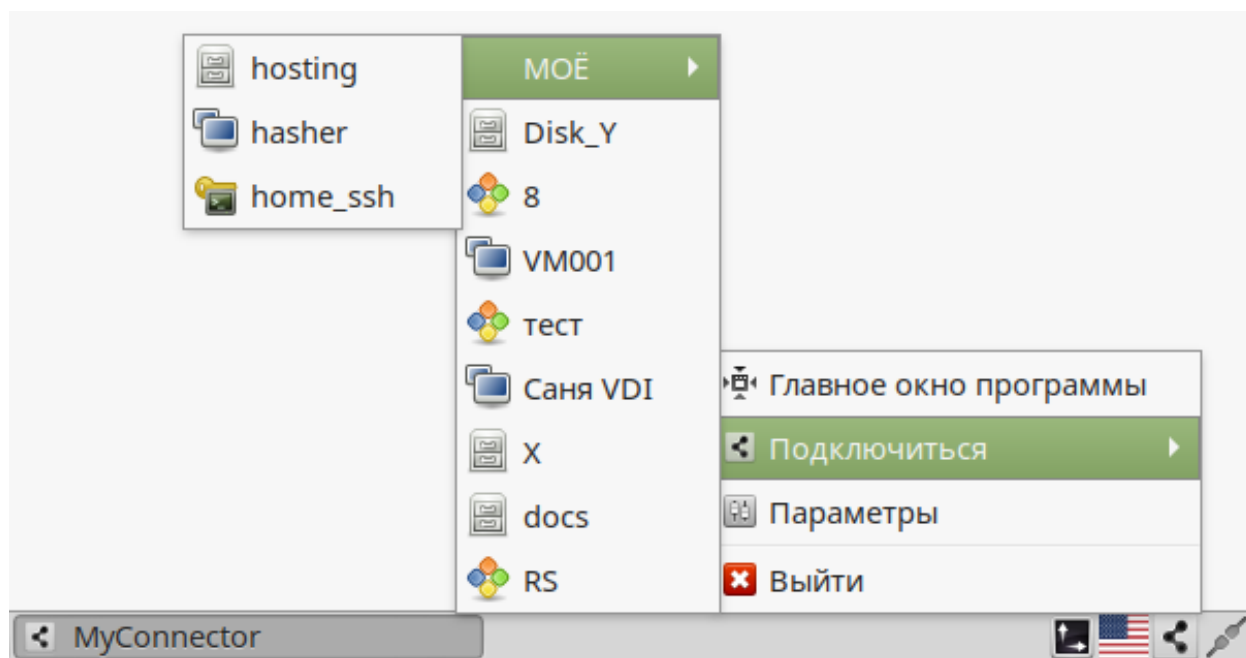 hosting
hasher
home_ssh
МОЁ
Disk_Y
8
VM001
тест
Саня VDI
X
docs
RS
Главное окно программы
Подключиться
Параметры
Выйти
MyConnector